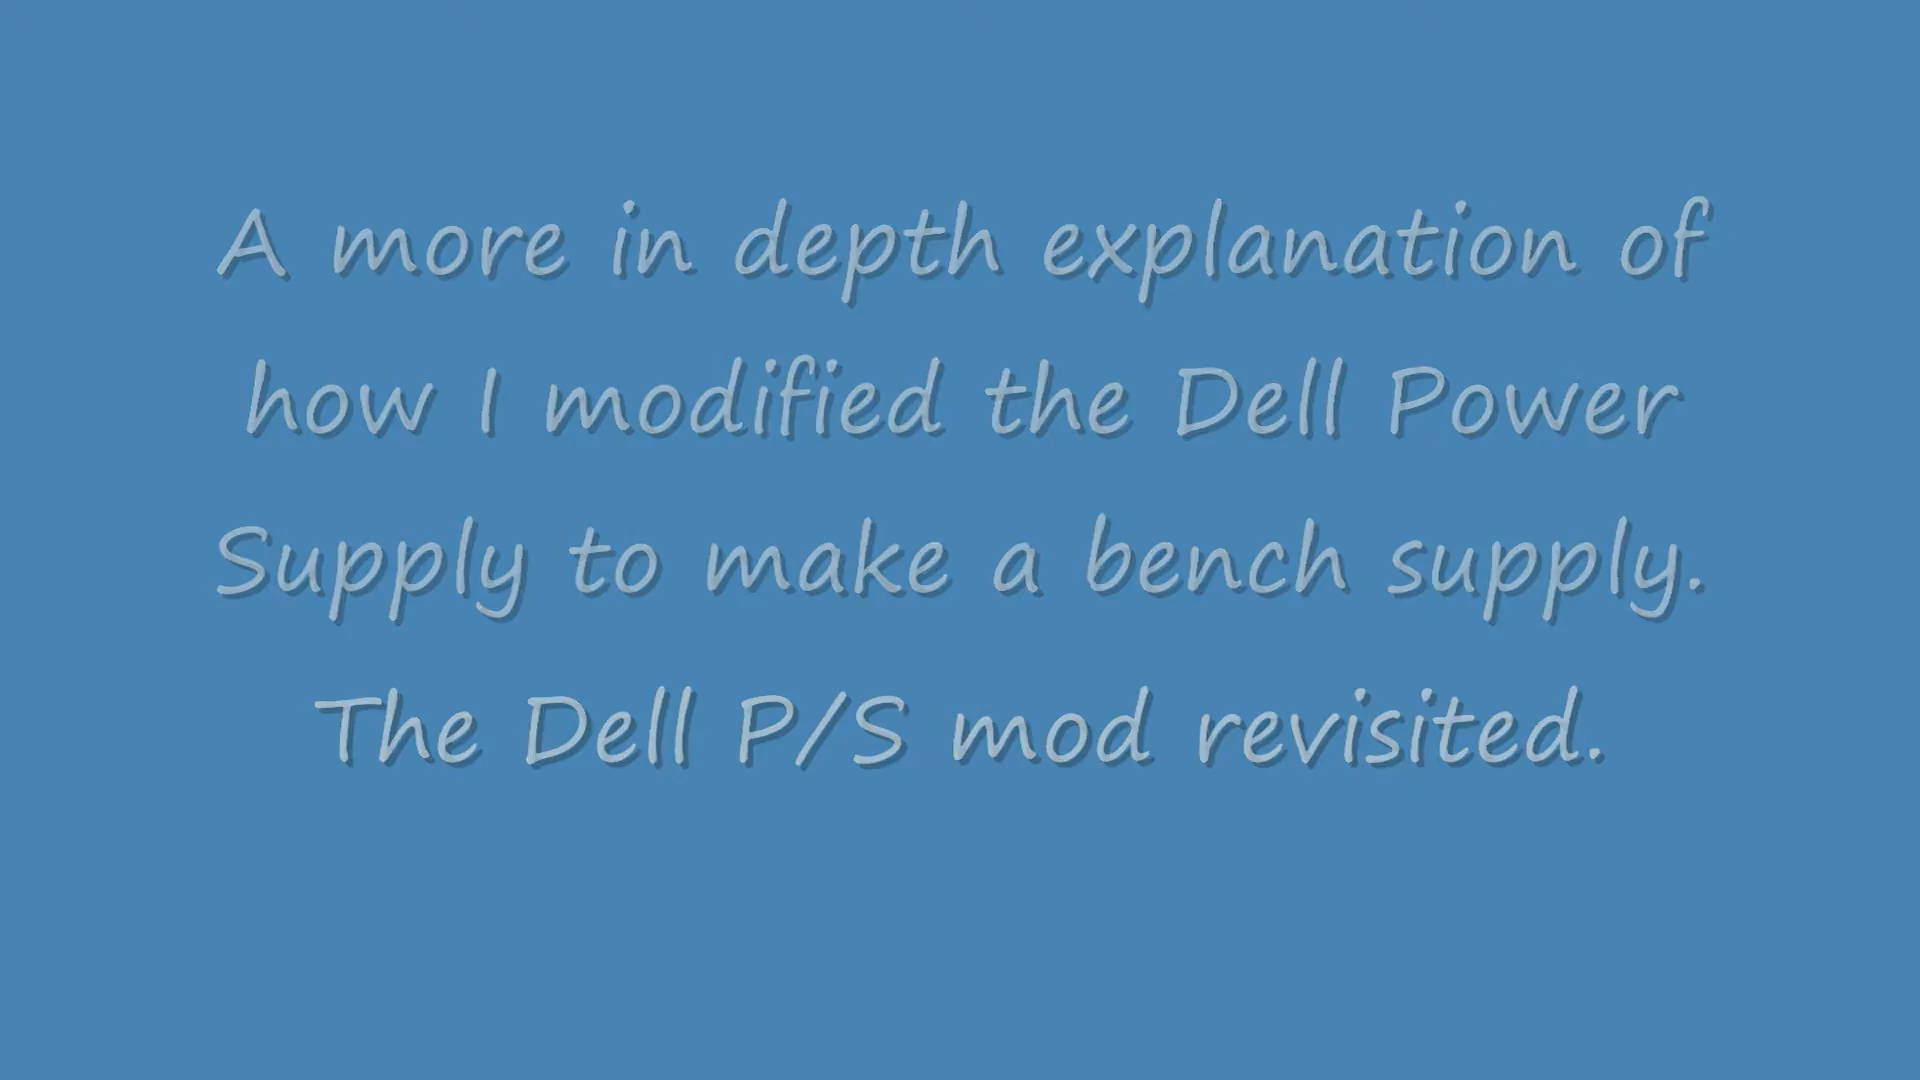 A more in depth explanation of
how I modified the Dell Power
Supply to make a bench supply.
The Dell P/S mod revisited.